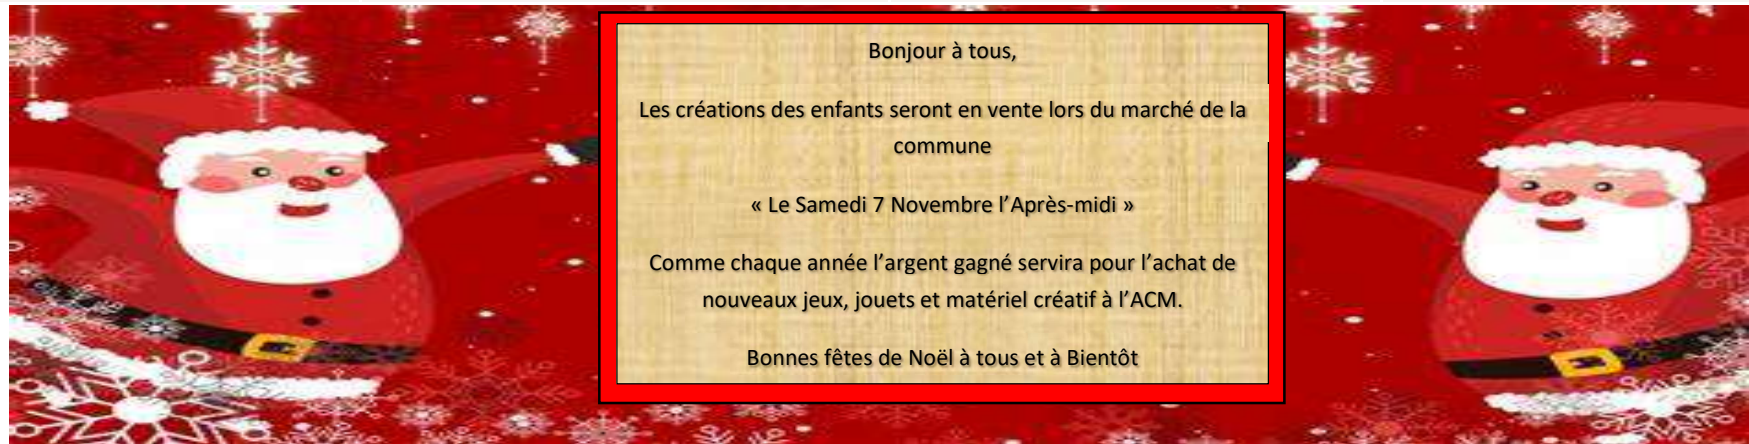 Bonjour à tous,
Les créations des enfants seront en vente lors du marché de la
commune
« Le Samedi 7 Novembre l’Après-midi »
Comme chaque année l’argent gagné servira pour l’achat de
nouveaux jeux, jouets et matériel créatif à l’ACM.
Bonnes fêtes de Noël à tous et à Bientôt